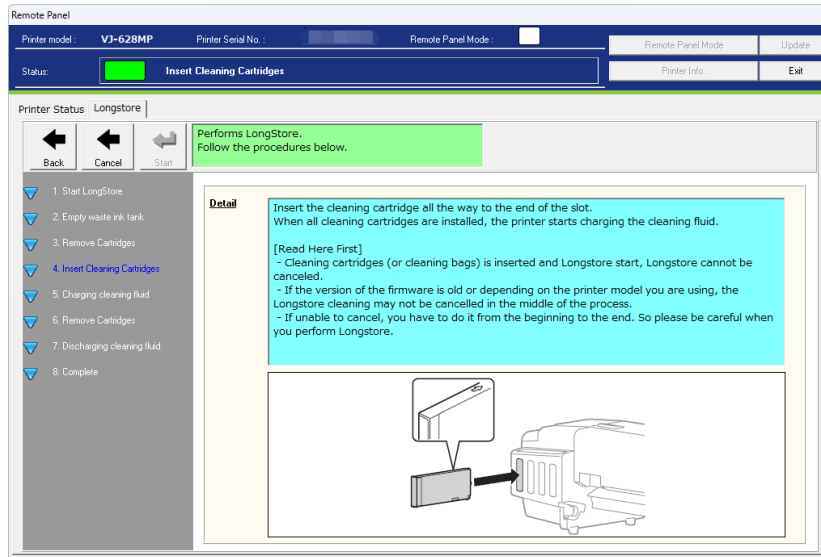 Remote Panel
Printer model : VJ-628MP Printer Serial No. : Remote Panel Mode :
Remote Panel Mode Update
Status: Insert Cleaning Cartridges
Printer Info. Exit
Printer Status Longstore
Back Cancel Start
Performs LongStore.
Follow the procedures below.
1. Start LongStore
2. Empty waste ink tank
3. Remove Cartridges
4. Insert Cleaning Cartridges
5. Charging cleaning fluid
6. Remove Cartridges
7. Discharging cleaning fluid
8. Complete
Detail
Insert the cleaning cartridge all the way to the end of the slot.
When all cleaning cartridges are installed, the printer starts charging the cleaning fluid.
[Read Here First]
- Cleaning cartridges (or cleaning bags) is inserted and Longstore start, Longstore cannot be
canceled.
- If the version of the firmware is old or depending on the printer model you are using, the
Longstore cleaning may not be cancelled in the middle of the process.
- If unable to cancel, you have to do it from the beginning to the end. So please be careful when
you perform Longstore.